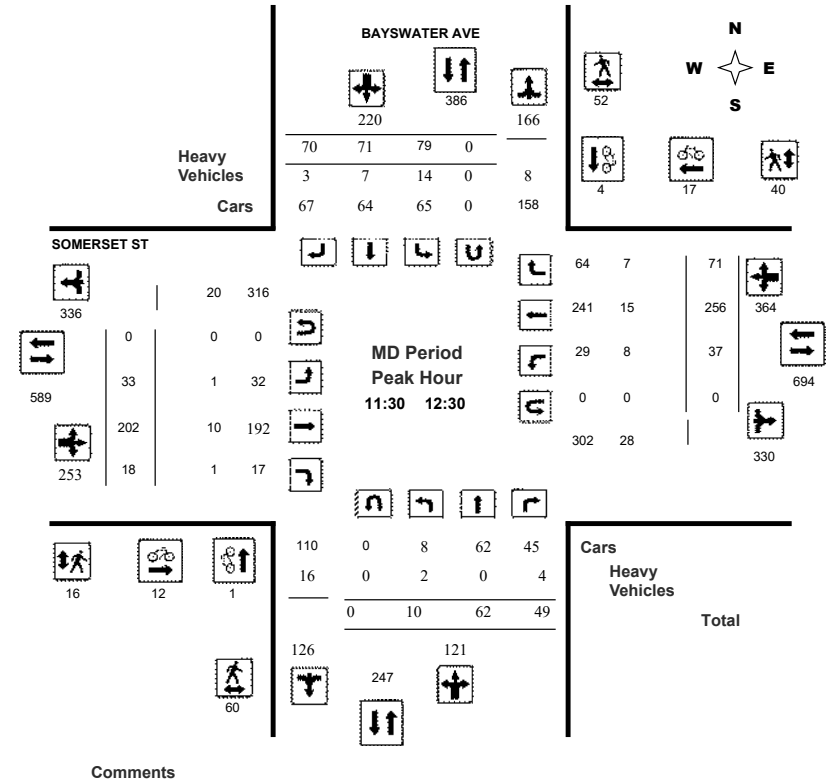 BAYSWATER AVE
N
W E
S
386
52
220 166
70 71 79 0
Heavy
Vehicles
3 7 14 0 8
Cars
67 64 65 0 158
4 17 40
SOMERSET ST
336
20 316
64 7 71
241 15 256 364
0 0 0
589
33 1 32
29 8 37
694
MD Period
Peak Hour
11:30 12:30
0 0 0
202 10 192
302 28
330
253
18 1 17
110 0 8 62 45
Cars
16 0 2 0 4
Heavy
Vehicles
0 10 62 49
Total
16 12 1
126 121
247
60
Comments